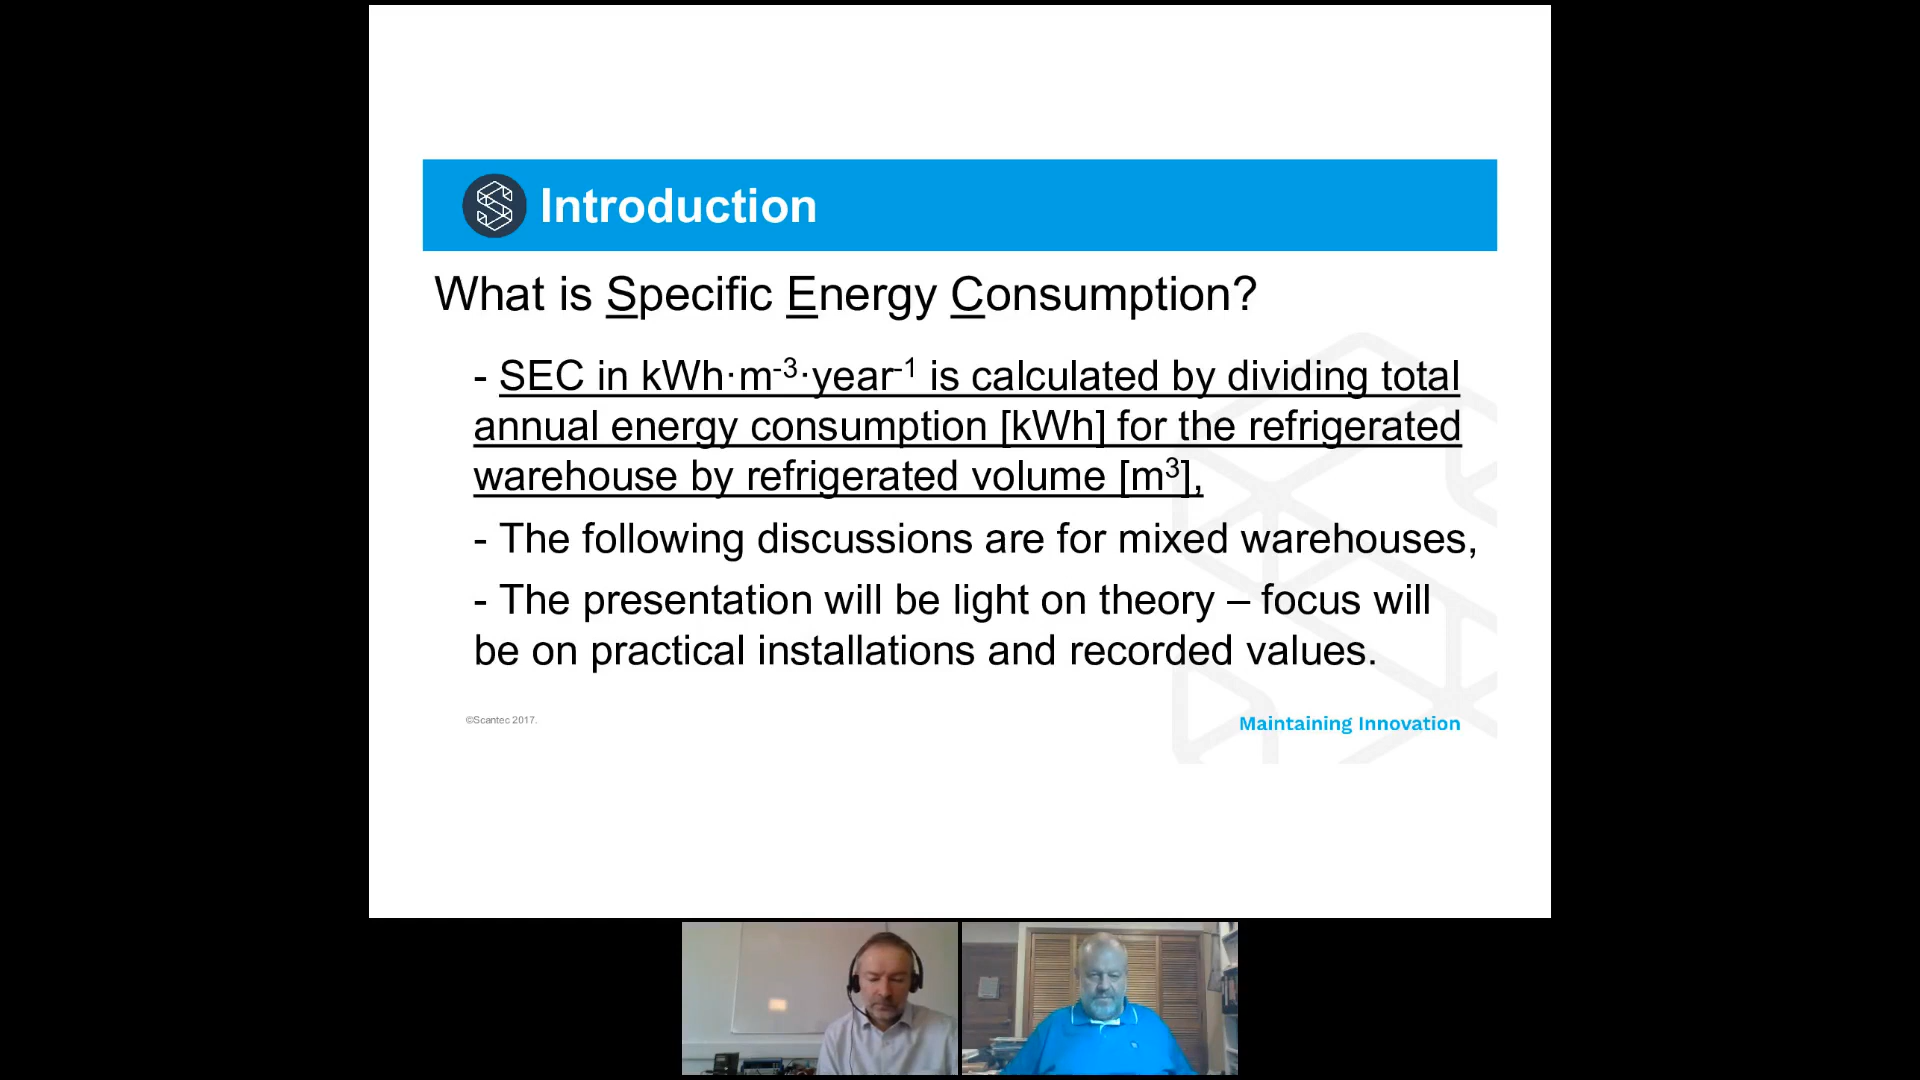 Introduction
What is Specific Energy Consumption?
- SEC in kWh·m-3·year-1 is calculated by dividing total
annual energy consumption [kWh] for the refrigerated
warehouse by refrigerated volume [m3],
- The following discussions are for mixed warehouses,
- The presentation will be light on theory – focus will
be on practical installations and recorded values.
©Scantec 2017.
Maintaining Innovation